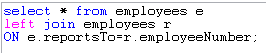 select * from employees e
left join employees r
ON e.reportsTo=r.employeeNumber;